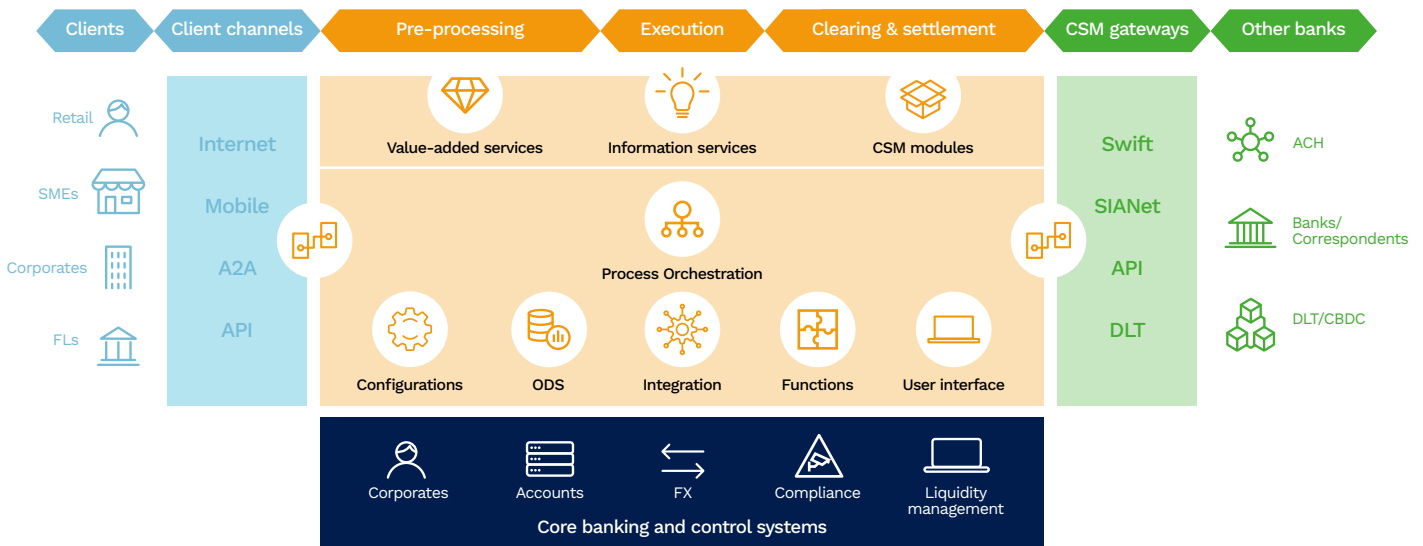 Clients
Client channels
Pre-processing
Execution
Clearing & settlement
CSM gateways
Other banks
Retail
SMEs
Corporates
FLs
Internet
Mobile
A2A
API
Value-added services
Information services
CSM modules
Process Orchestration
Configurations
ODS
Integration
Functions
User interface
Swift
SIANet
API
DLT
ACH
Banks/
Correspondents
DLT/CBDC
Corporates
Accounts
FX
Compliance
Liquidity
management
Core banking and control systems